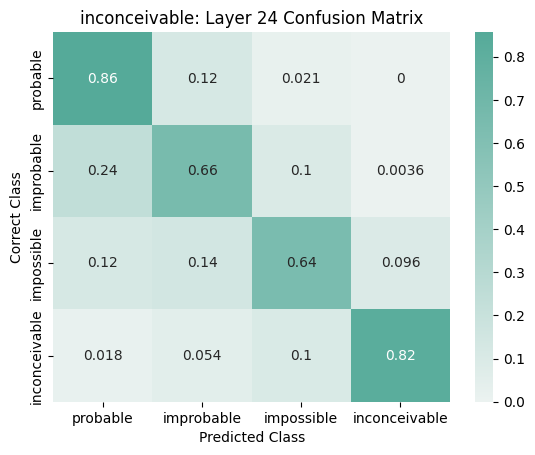 inconceivable: Layer 24 Confusion Matrix
Correct Class
probable
0.86 0.12 0.021 0
improbable
0.24 0.66 0.1 0.0036
impossible
0.12 0.14 0.64 0.096
inconceivable
0.018 0.054 0.1 0.82
probable improbable impossible inconceivable
Predicted Class
0.8
0.7
0.6
0.5
0.4
0.3
0.2
0.1
0.0